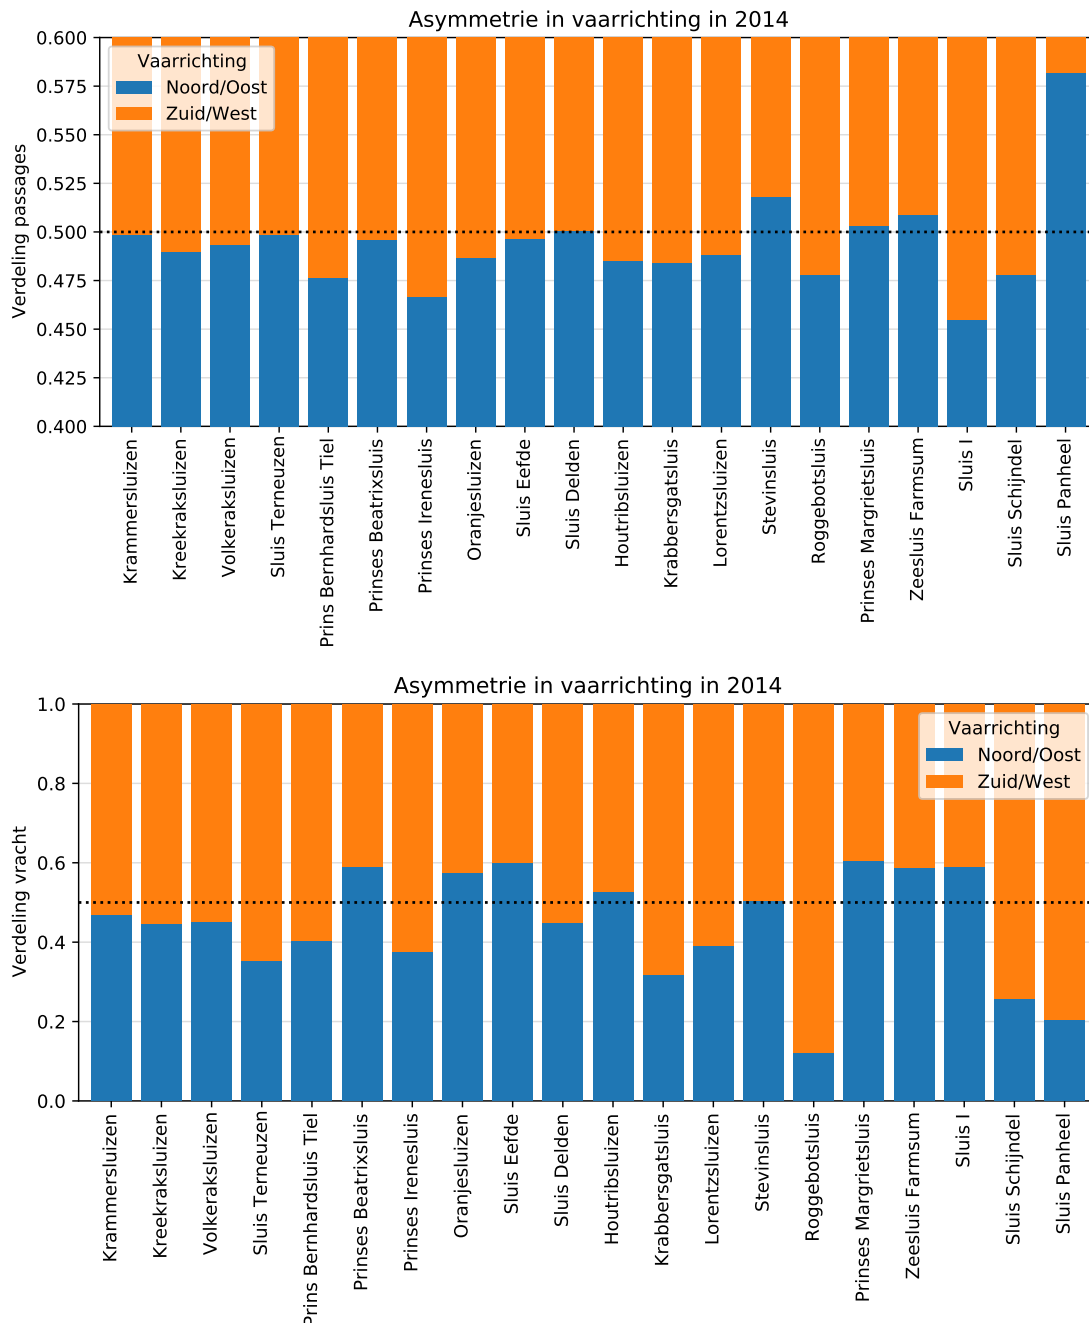 Asymmetrie in vaarrichting in 2014
Verdeling passages
0.600
0.575
0.550
0.525
0.500
0.475
0.450
0.425
0.400
Vaarrichting
Noord/Oost
Zuid/West
Krammersluizen
Kreekraksluizen
Volkeraksluizen
Sluis Terneuzen
Prins Bernhardsluis Tiel
Prinses Beatrixsluis
Prinses Irenesluis
Oranjesluizen
Sluis Eefde
Sluis Delden
Houtribsluizen
Krabbersgatsluis
Lorentzsluizen
Stevinsluis
Roggebotsluis
Prinses Margrietsluis
Zeesluis Farmsum
Sluis I
Sluis Schijndel
Sluis Panheel
Asymmetrie in vaarrichting in 2014
Verdeling vracht
1.0
0.8
0.6
0.4
0.2
0.0
Vaarrichting
Noord/Oost
Zuid/West
Krammersluizen
Kreekraksluizen
Volkeraksluizen
Sluis Terneuzen
Prins Bernhardsluis Tiel
Prinses Beatrixsluis
Prinses Irenesluis
Oranjesluizen
Sluis Eefde
Sluis Delden
Houtribsluizen
Krabbersgatsluis
Lorentzsluizen
Stevinsluis
Roggebotsluis
Prinses Margrietsluis
Zeesluis Farmsum
Sluis I
Sluis Schijndel
Sluis Panheel